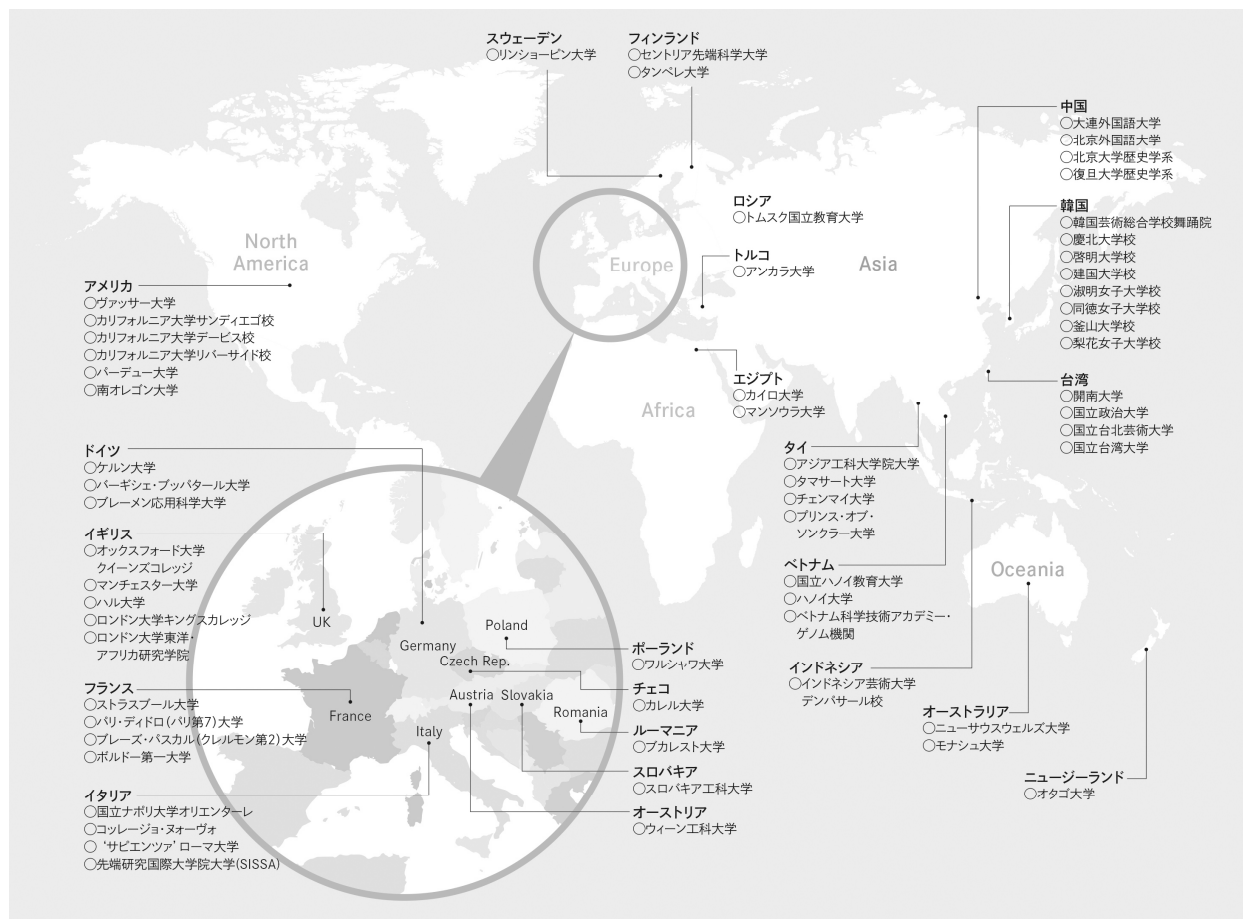 スウェーデン
○リンショーピン大学
フィンランド
○セントリア先端科学大学
○タンペレ大学
中国
○大連外国語大学
○北京外国語大学
○北京大学歴史学系
○復旦大学歴史学系
ロシア
○トムスク国立教育大学
韓国
○韓国芸術総合学校舞踊院
○慶北大学校
○啓明大学校
○建国大学校
○淑明女子大学校
○同徳女子大学校
○釜山大学校
○梨花女子大学校
North
America
Europe
トルコ
○アンカラ大学
Asia
アメリカ
○ヴァッサー大学
○カリフォルニア大学サンディエゴ校
○カリフォルニア大学デービス校
○カリフォルニア大学リバーサイド校
○パーデュー大学
○南オレゴン大学
エジプト
○カイロ大学
○マンソウラ大学
Africa
台湾
○開南大学
○国立政治大学
○国立台北芸術大学
○国立台湾大学
ドイツ
○ケルン大学
○バーギシェ・ブッパタール大学
○ブレーメン応用科学大学
タイ
○アジア工科大学院大学
○タマサート大学
○チェンマイ大学
○プリンス・オブ・
ソンクラー大学
イギリス
○オックスフォード大学
クイーンズコレッジ
○マンチェスター大学
○ハル大学
○ロンドン大学キングスカレッジ
○ロンドン大学東洋・
アフリカ研究学院
ベトナム
○国立ハノイ教育大学
○ハノイ大学
○ベトナム科学技術アカデミー・
ゲノム機関
Oceania
UK
Germany
Poland
Czech Rep.
Austria
Slovakia
Romania
France
Italy
ポーランド
○ワルシャワ大学
チェコ
○カレル大学
ルーマニア
○ブカレスト大学
スロバキア
○スロバキア工科大学
オーストリア
○ウィーン工科大学
インドネシア
○インドネシア芸術大学
デンパサール校
フランス
○ストラスブール大学
○パリ・ディドロ(パリ第7)大学
○ブレーズ・パスカル(クレルモン第2)大学
○ボルドー第一大学
オーストラリア
○ニューサウスウェルズ大学
○モナシュ大学
ニュージーランド
○オタゴ大学
イタリア
○国立ナポリ大学オリエンターレ
○コッレージョ・ヌォーヴォ
○‘サピエンツァ’ローマ大学
○先端研究国際大学院大学(SISSA)